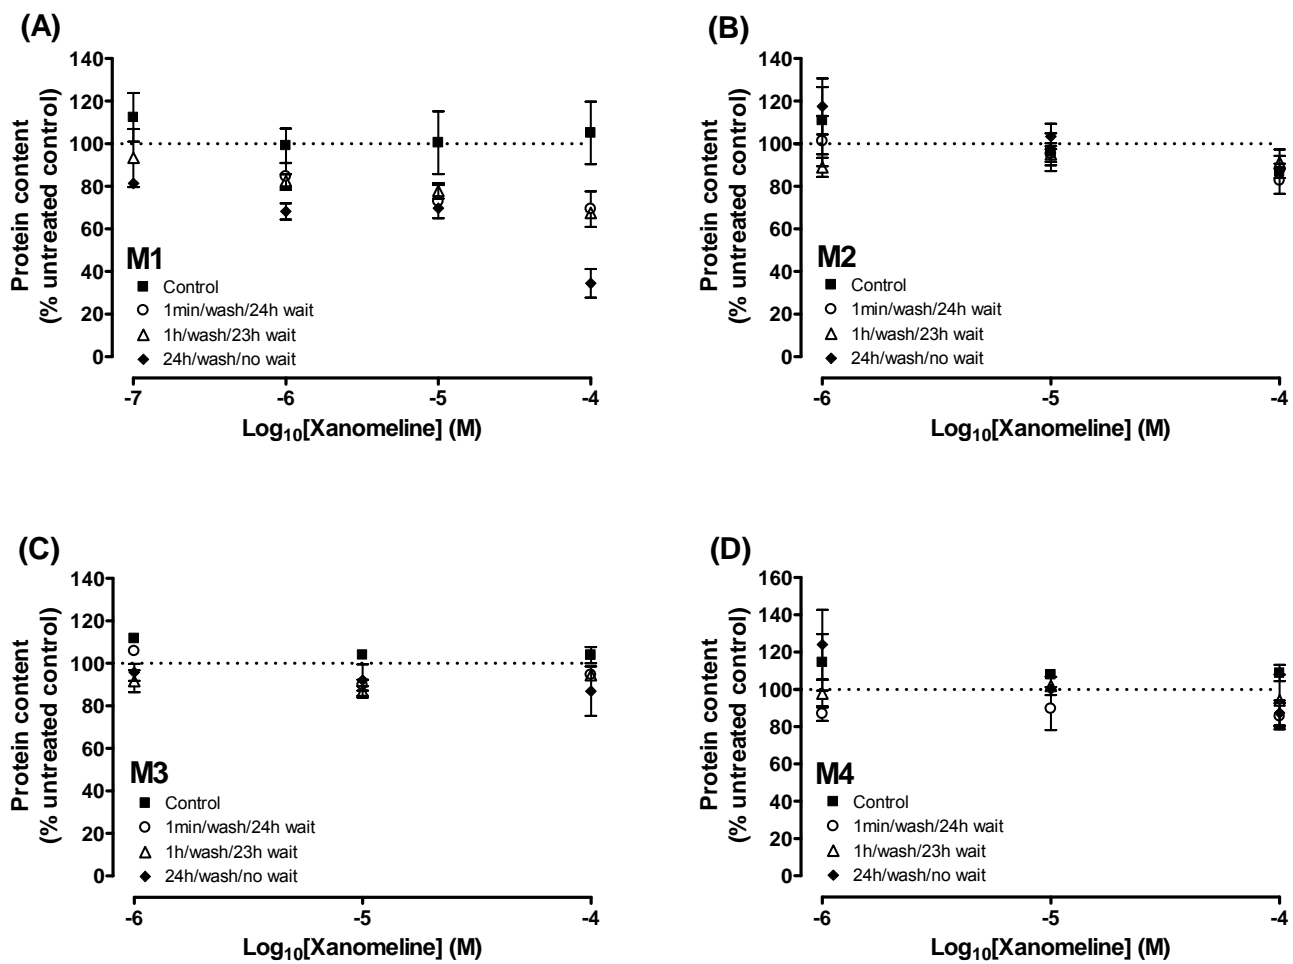 (A)
Protein content
(% untreated control)
140
120
100
80
60
40
20
0
M1
Control
1min/wash/24h wait
1h/wash/23h wait
24h/wash/no wait
-7
-6
-5
-4
Log10[Xanomeline] (M)
(B)
Protein content
(% untreated control)
140
120
100
80
60
40
20
0
M2
Control
1min/wash/24h wait
1h/wash/23h wait
24h/wash/no wait
-6
-5
-4
Log10[Xanomeline] (M)
(C)
Protein content
(% untreated control)
140
120
100
80
60
40
20
0
M3
Control
1min/wash/24h wait
1h/wash/23h wait
24h/wash/no wait
-6
-5
-4
Log10[Xanomeline] (M)
(D)
Protein content
(% untreated control)
160
140
120
100
80
60
40
20
0
M4
Control
1min/wash/24h wait
1h/wash/23h wait
24h/wash/no wait
-6
-5
-4
Log10[Xanomeline] (M)